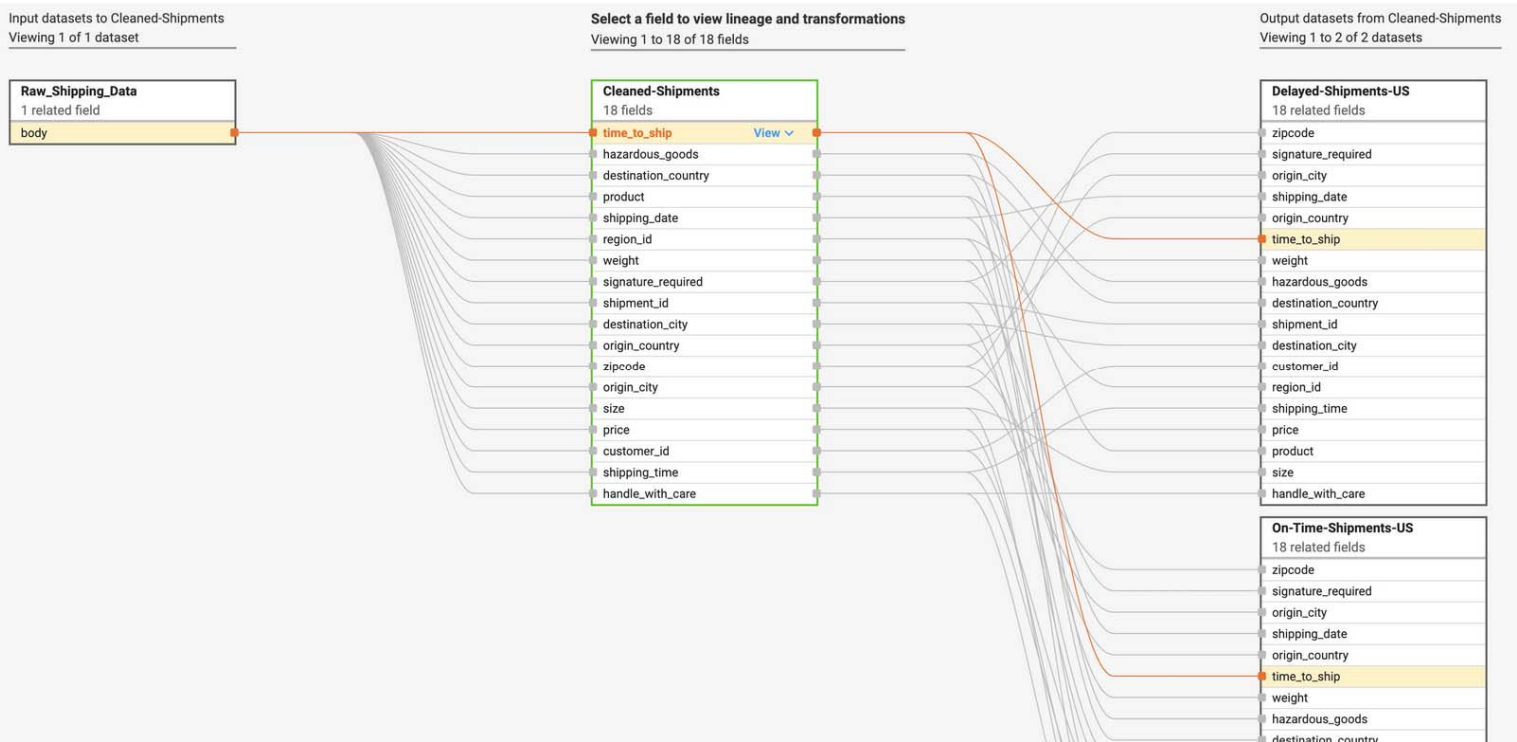 Input datasets to Cleaned-Shipments
Viewing 1 of 1 dataset
Raw_Shipping_Data
1 related field
body
Select a field to view lineage and transformations
Viewing 1 to 18 of 18 fields
Cleaned-Shipments
18 fields
time_to_ship View
hazardous_goods
destination_country
product
shipping_date
region_id
weight
signature_required
shipment_id
destination_city
origin_country
zipcode
origin_city
size
price
customer_id
shipping_time
handle_with_care
Output datasets from Cleaned-Shipments
Viewing 1 to 2 of 2 datasets
Delayed-Shipments-US
18 related fields
zipcode
signature_required
origin_city
shipping_date
origin_country
time_to_ship
weight
hazardous_goods
destination_country
shipment_id
destination_city
customer_id
region_id
shipping_time
price
product
size
handle_with_care
On-Time-Shipments-US
18 related fields
zipcode
signature_required
origin_city
shipping_date
origin_country
time_to_ship
weight
hazardous_goods
destination_country